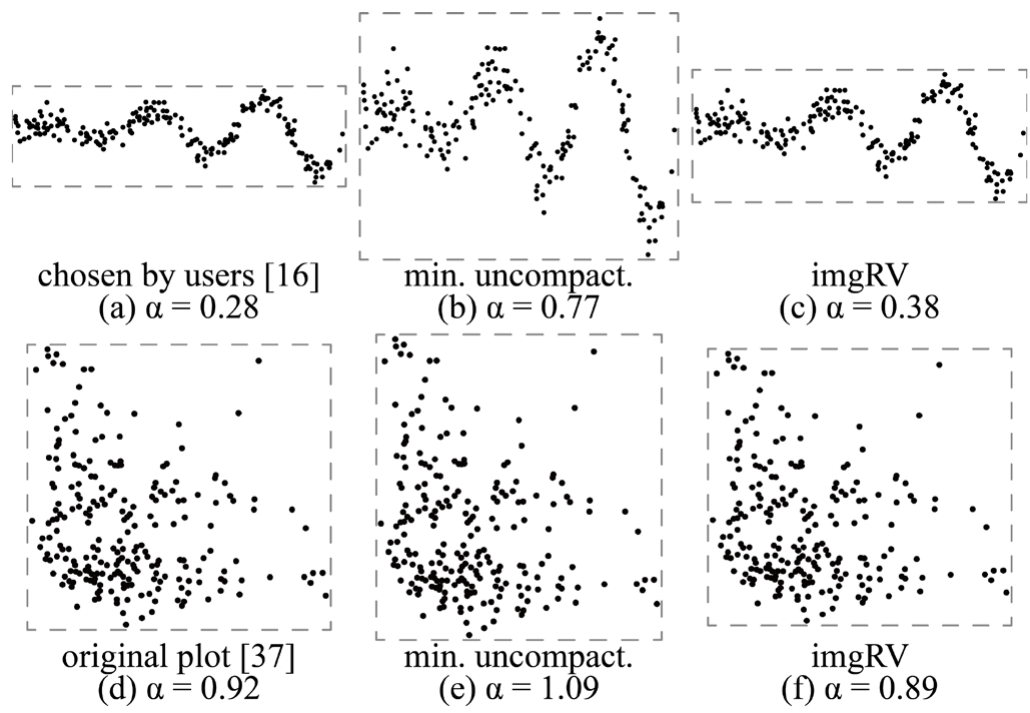 chosen by users [16]
(a) α = 0.28
min. uncompact.
(b) α = 0.77
imgRV
(c) α = 0.38
original plot [37]
(d) α = 0.92
min. uncompact.
(e) α = 1.09
imgRV
(f) α = 0.89